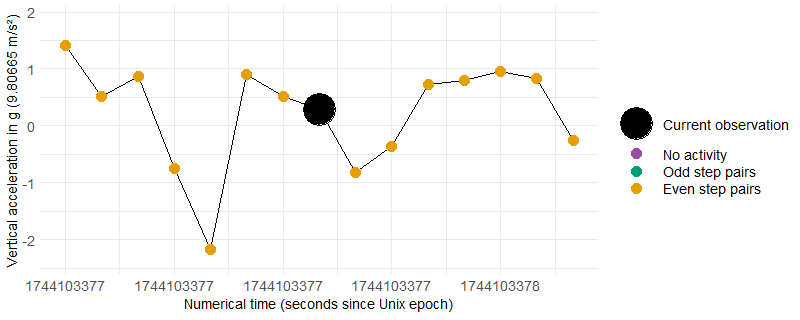 Vertical acceleration in g (9.80665 m/s²)
2
1
0
-1
-2
1744103377 1744103377 1744103377 1744103377 1744103378
Numerical time (seconds since Unix epoch)
Current observation
No activity
Odd step pairs
Even step pairs